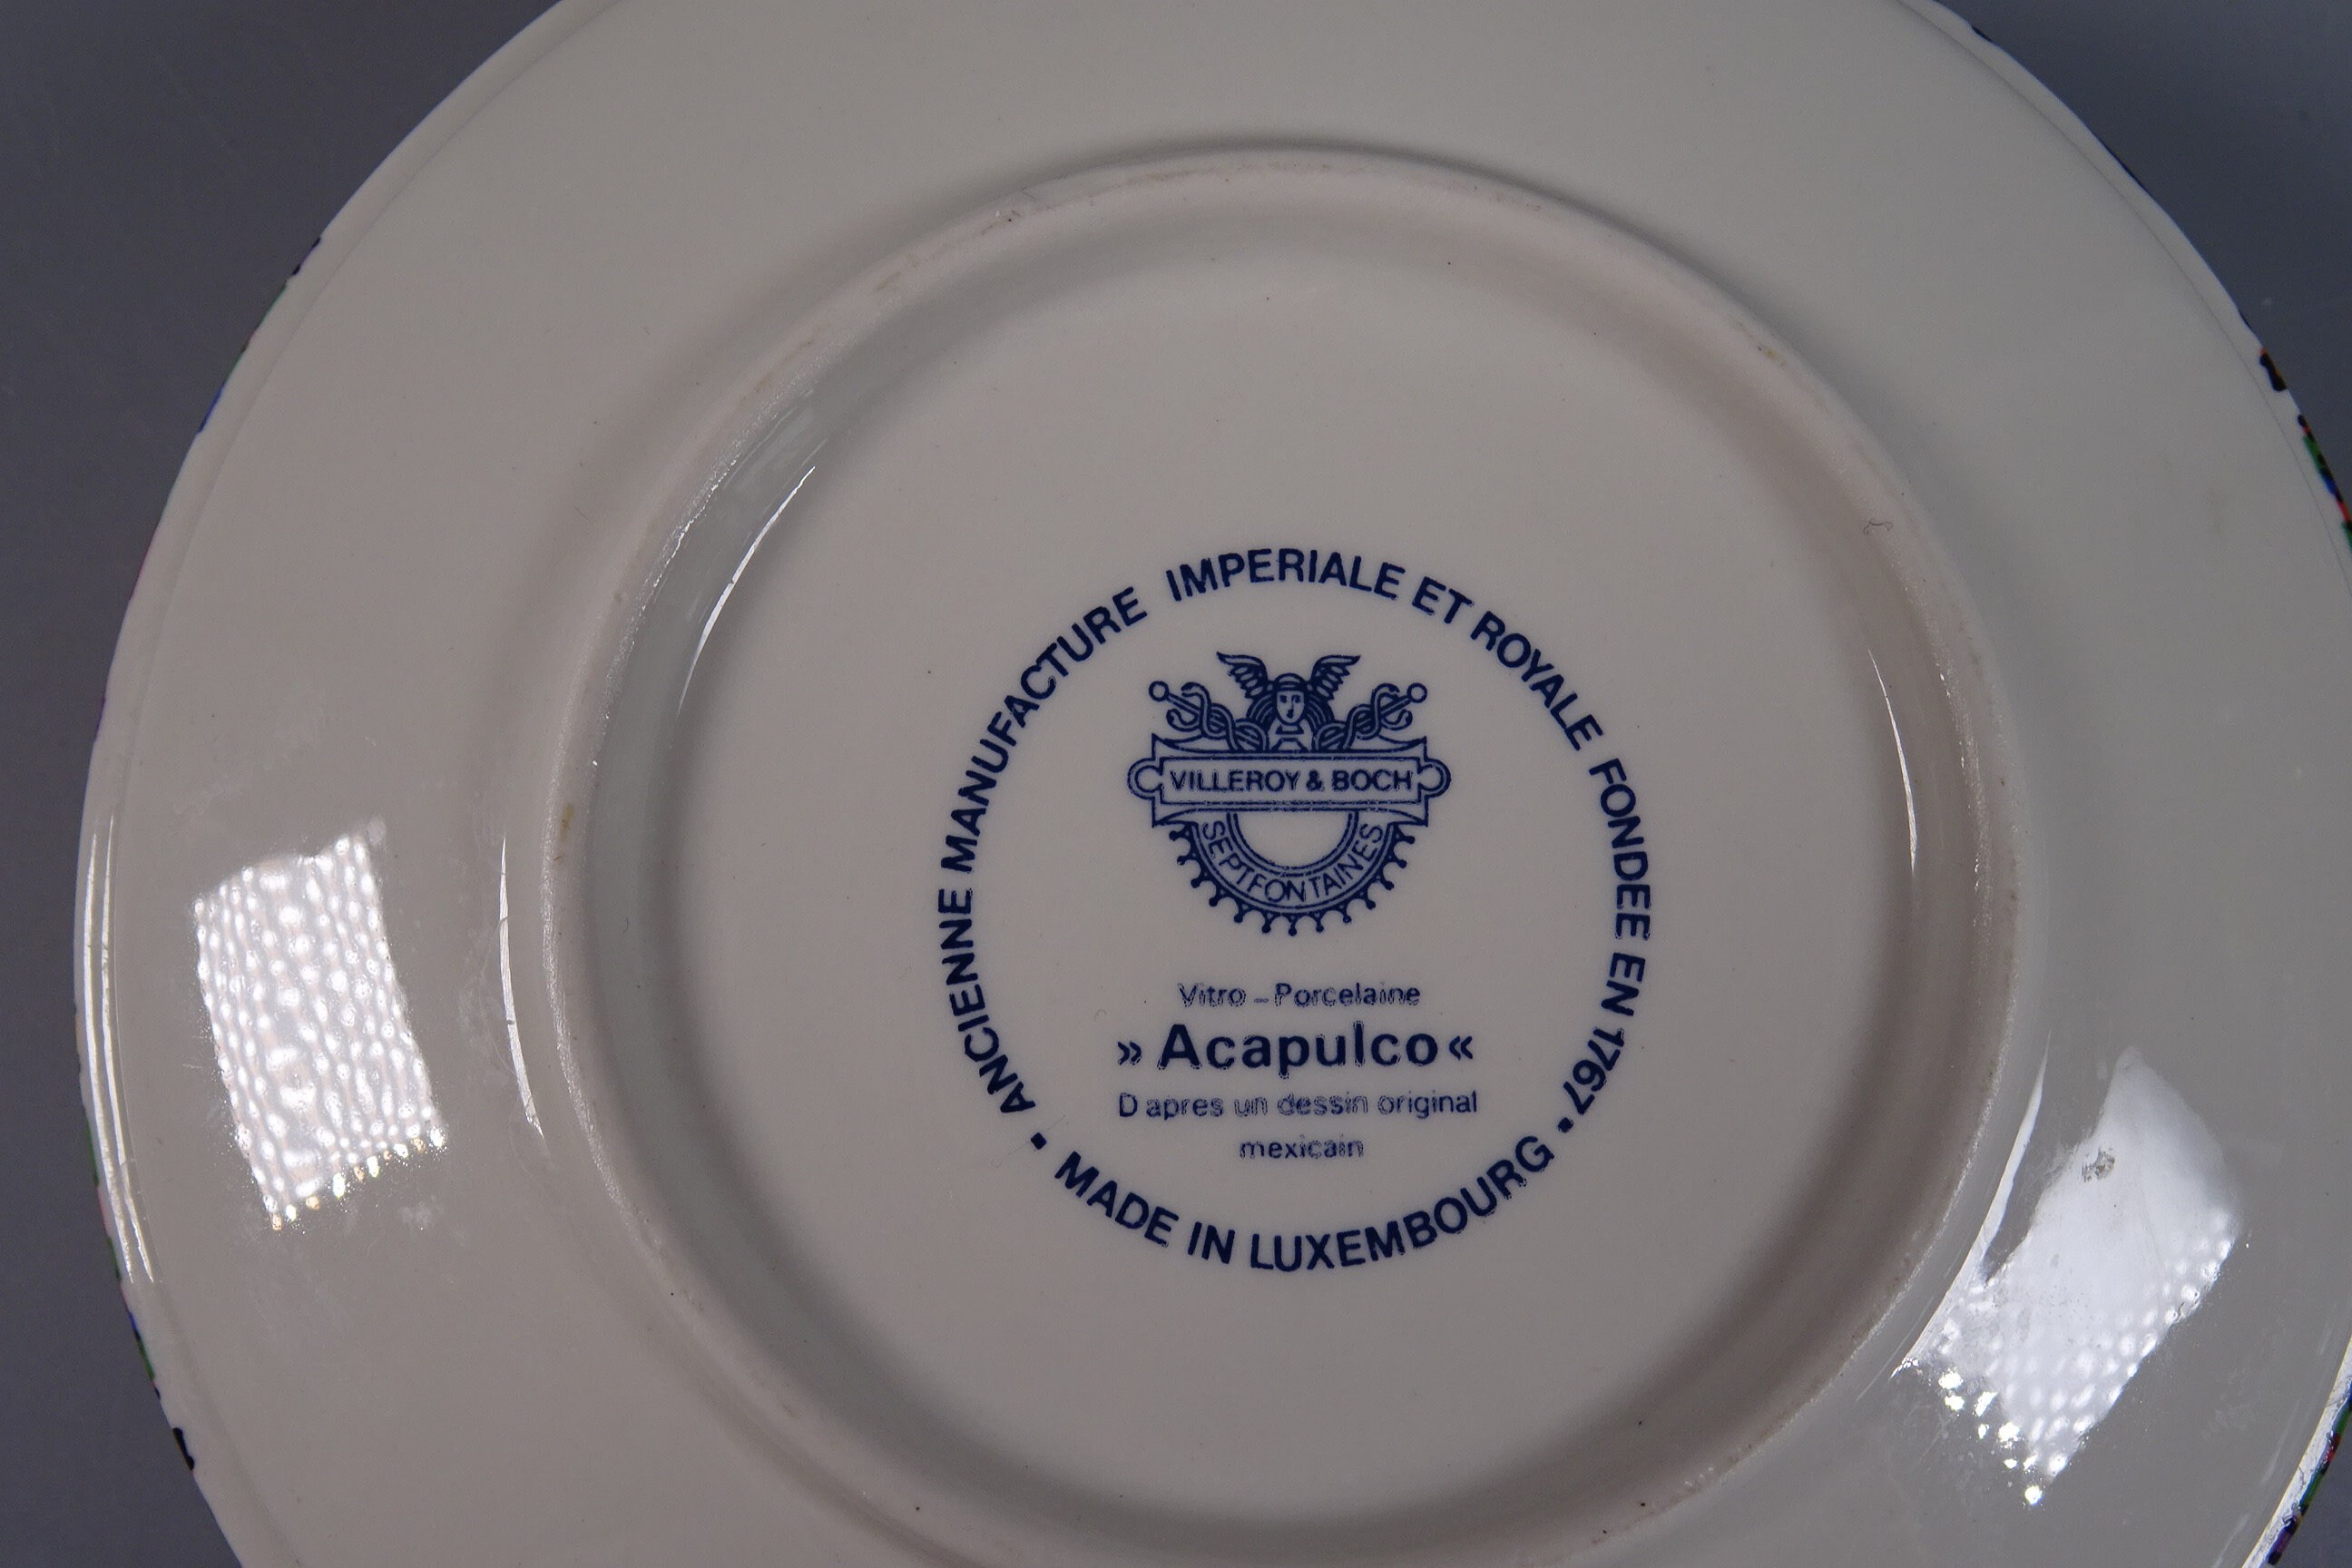 ANCIENNE MANUFACTURE IMPERIALE ET ROYALE FONDEE EN 1767 •
VILLEROY & BOCH
SEPTFONTAINES
Vitro - Porcelaine
» Acapulco «
D apres un dessin original
mexicain
• MADE IN LUXEMBOURG